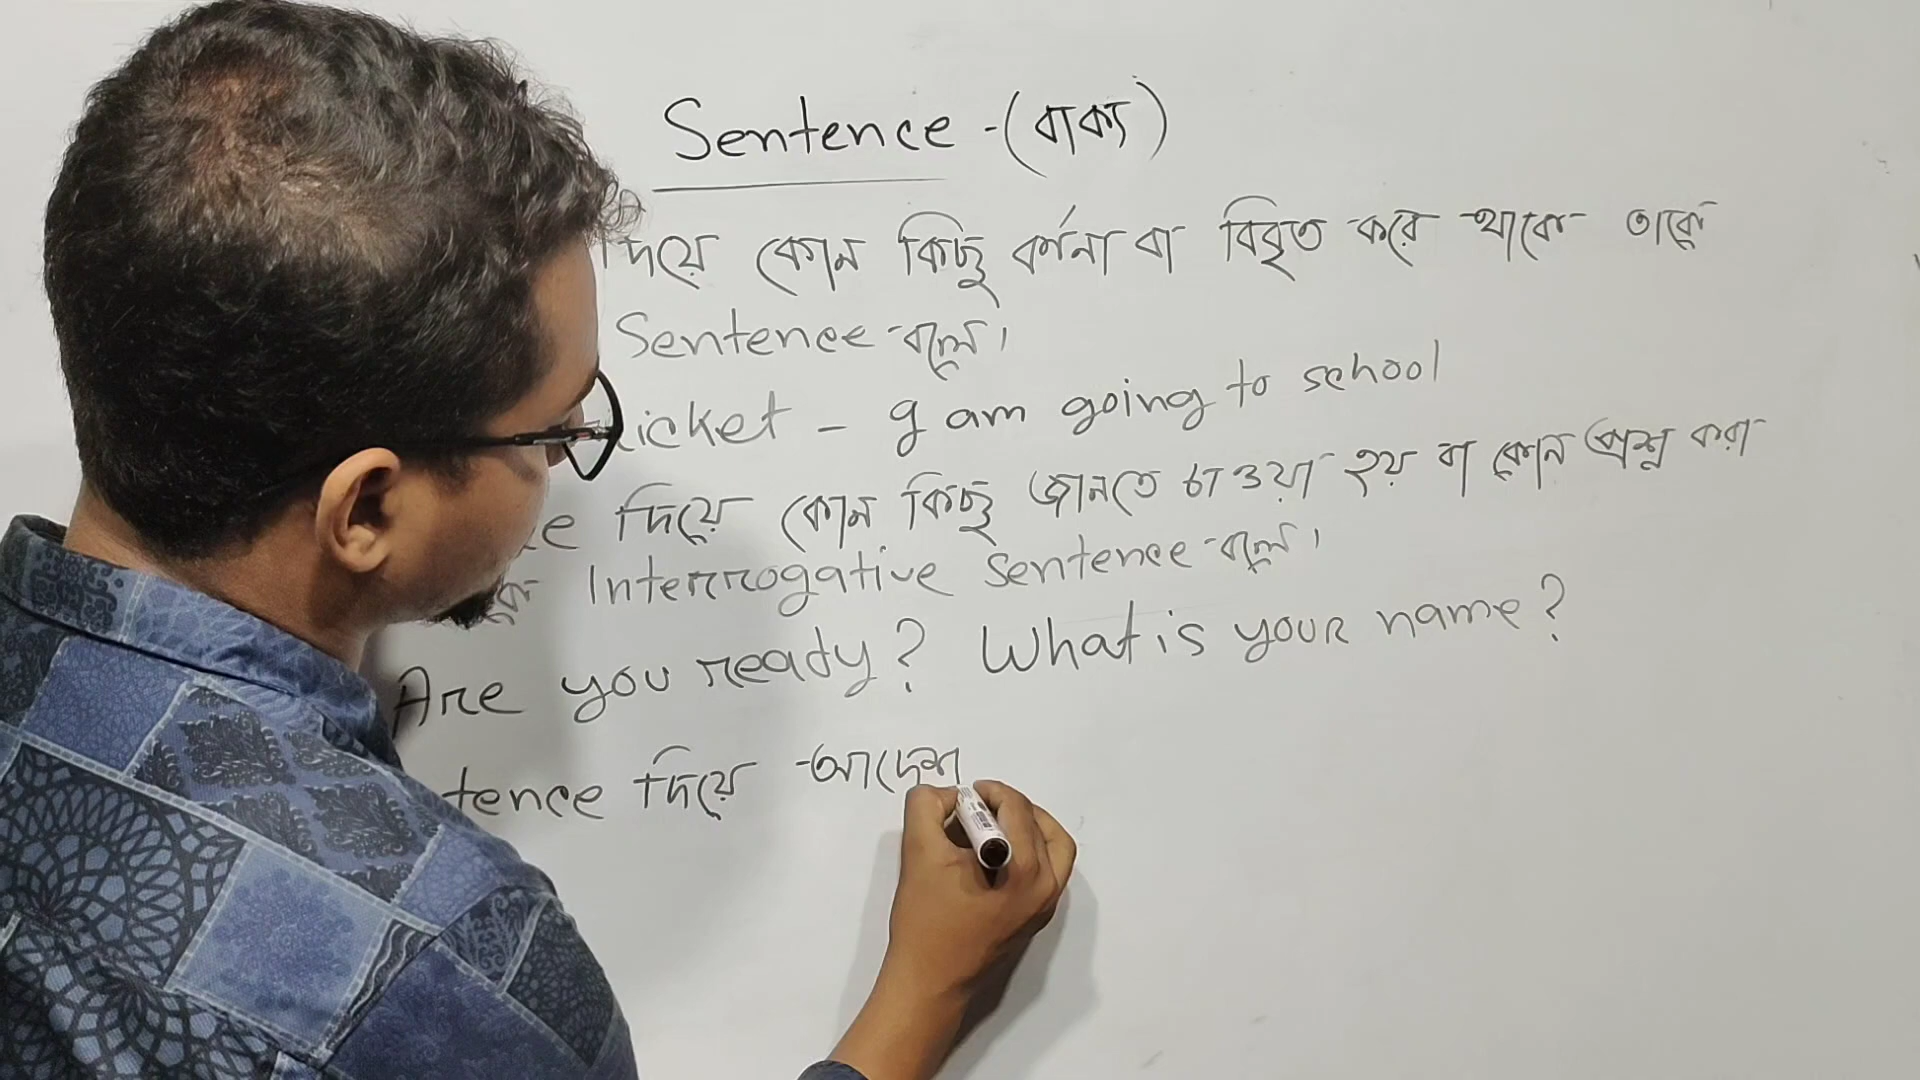 Sentence - (বাক্য)
দিয়ে কোন কিছু বর্ণনা বা বিবৃত করে থাকে তাকে
Sentence বলে।
icket - I am going to school
ce দিয়ে কোন কিছু জানতে চাওয়া হয় বা কোন প্রশ্ন করা
Interrogative Sentence বলে।
Are you ready? What is your name?
tence দিয়ে আদেশ